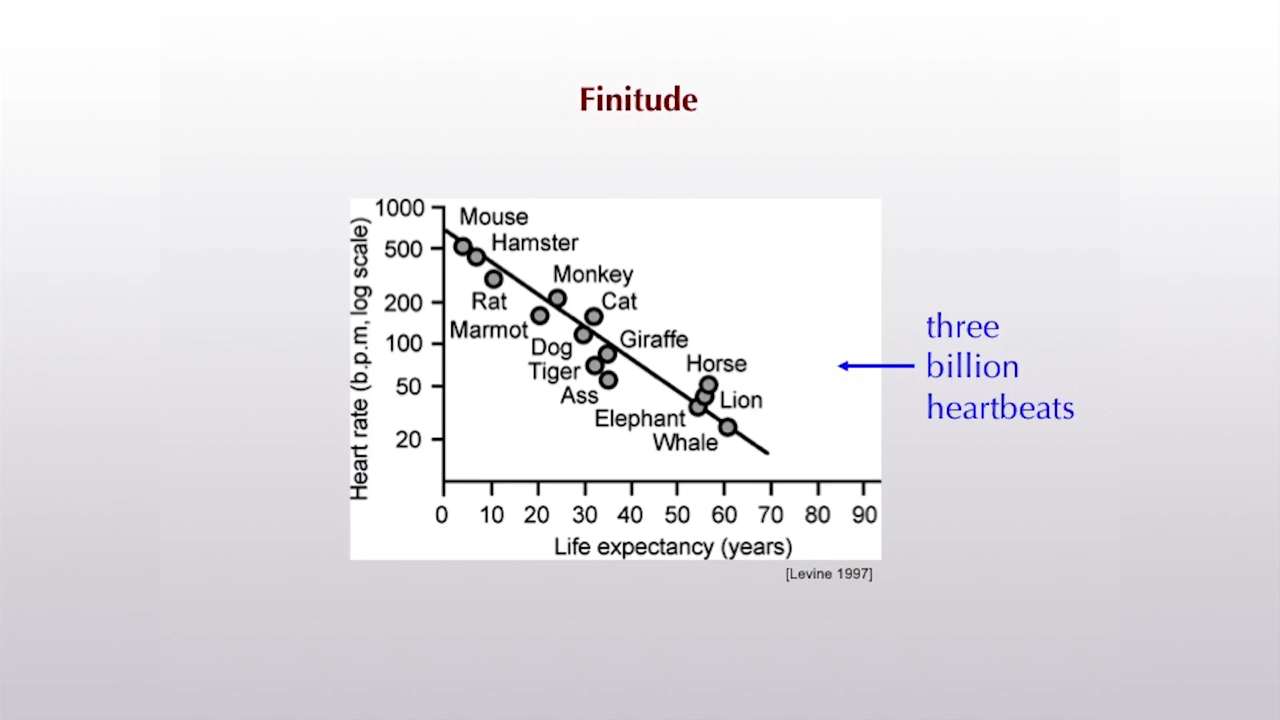 Finitude
1000
500
200
100
50
20
Heart rate (b.p.m, log scale)
Mouse
Hamster
Monkey
Rat
Cat
Marmot
Giraffe
Dog
Horse
Tiger
Ass
Lion
Elephant
Whale
0 10 20 30 40 50 60 70 80 90
Life expectancy (years)
[Levine 1997]
three
billion
heartbeats